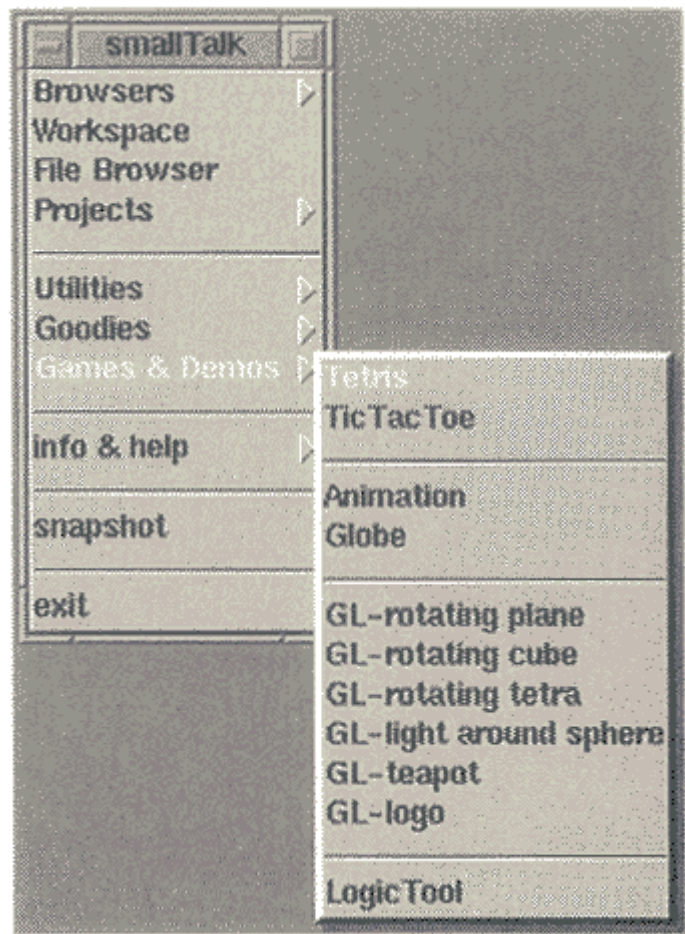 smallTalk
Browsers
Workspace
File Browser
Projects
Utilities
Goodies
Games & Demos
info & help
snapshot
exit
Tetris
TicTacToe
Animation
Globe
GL-rotating plane
GL-rotating cube
GL-rotating tetra
GL-light around sphere
GL-teapot
GL-logo
LogicTool